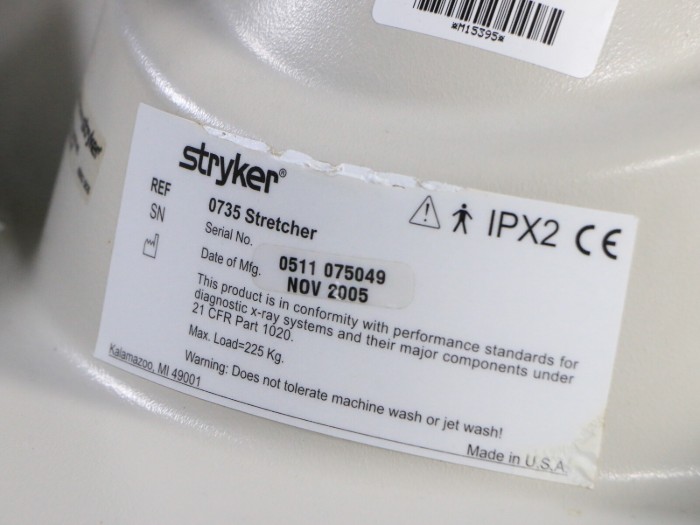 *M15395*
stryker
stryker®
IPX2 CE
REF 0735 Stretcher
SN Serial No. 0511 075049
Date of Mfg. NOV 2005
This product is in conformity with performance standards for
diagnostic x-ray systems and their major components under
21 CFR Part 1020.
Max. Load=225 Kg.
Warning: Does not tolerate machine wash or jet wash!
Kalamazoo, MI 49001
Made in U.S.A.